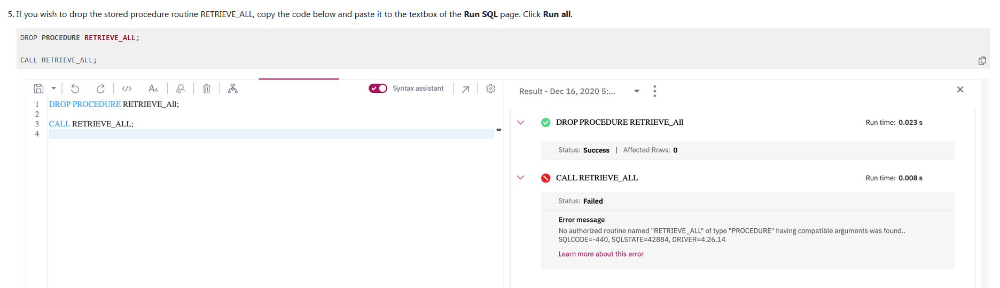 5. If you wish to drop the stored procedure routine RETRIEVE_ALL, copy the code below and paste it to the textbox of the Run SQL page. Click Run all.
DROP PROCEDURE RETRIEVE_ALL;
CALL RETRIEVE_ALL;
</> AA Syntax assistant
1 DROP PROCEDURE RETRIEVE_All;
2
3 CALL RETRIEVE_ALL;
4
Result - Dec 16, 2020 5:...
DROP PROCEDURE RETRIEVE_All Run time: 0.023 s
Status: Success | Affected Rows: 0
CALL RETRIEVE_ALL Run time: 0.008 s
Status: Failed
Error message
No authorized routine named "RETRIEVE_ALL" of type "PROCEDURE" having compatible arguments was found..
SQLCODE=-440, SQLSTATE=42884, DRIVER=4.26.14
Learn more about this error